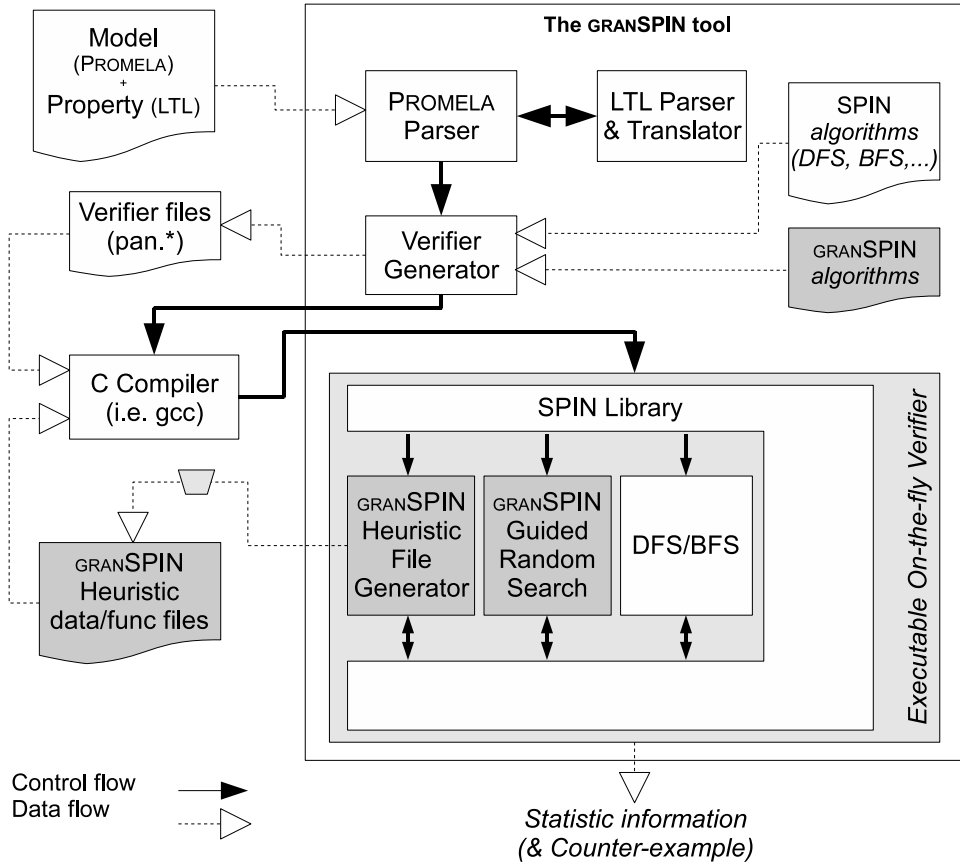 The GRANSPIN tool
Model
(PROMELA)
+
Property (LTL)
PROMELA
Parser
LTL Parser
& Translator
SPIN
algorithms
(DFS, BFS,...)
Verifier files
(pan.*)
Verifier
Generator
GRANSPIN
algorithms
C Compiler
(i.e. gcc)
SPIN Library
Executable On-the-fly Verifier
GRANSPIN
Heuristic
File
Generator
GRANSPIN
Guided
Random
Search
DFS/BFS
GRANSPIN
Heuristic
data/func files
Control flow
Data flow
Statistic information
(& Counter-example)